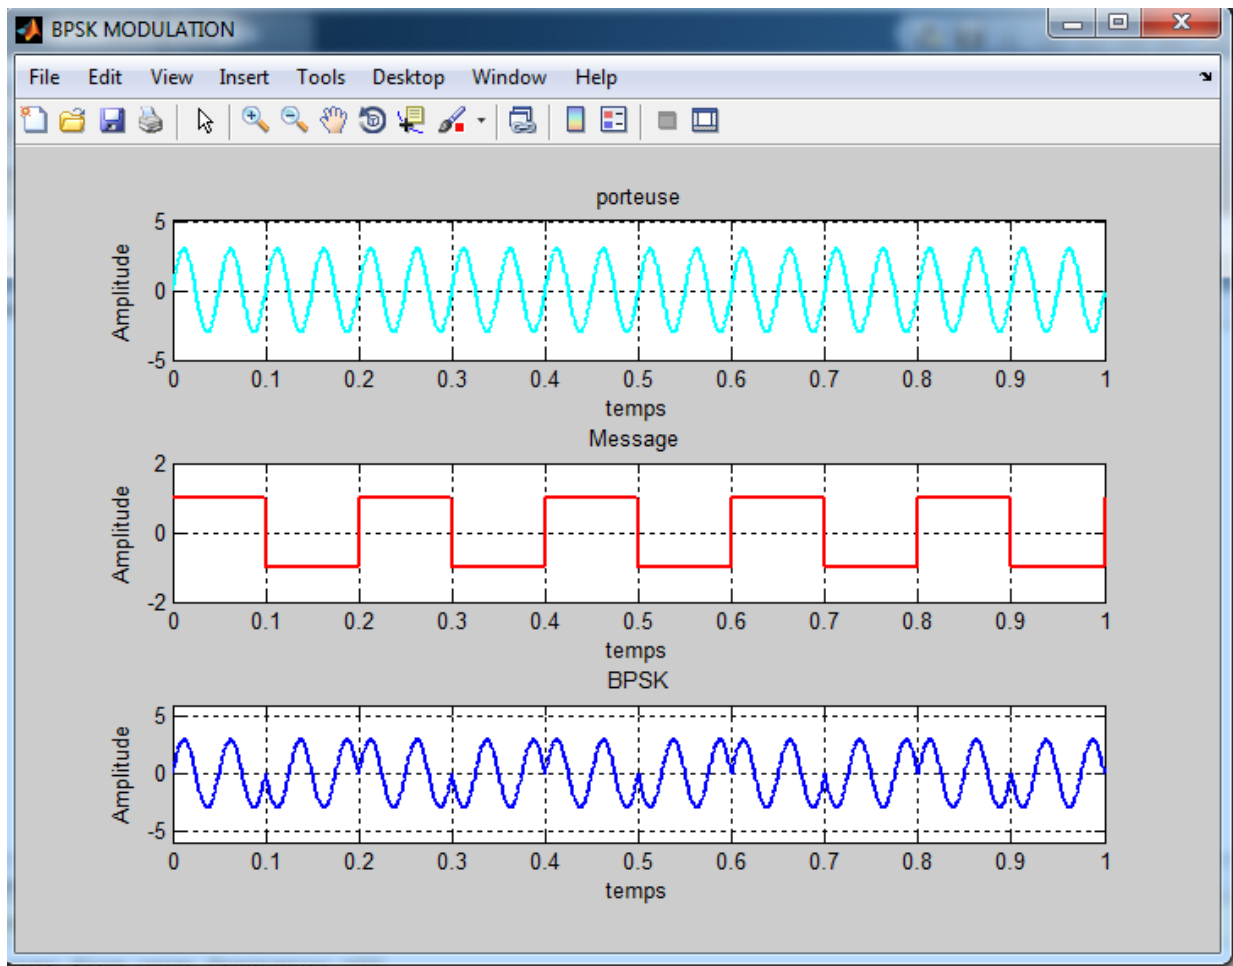 BPSK MODULATION
File Edit View Insert Tools Desktop Window Help
porteuse
Amplitude
5
0
-5
0 0.1 0.2 0.3 0.4 0.5 0.6 0.7 0.8 0.9 1
temps
Message
Amplitude
2
0
-2
0 0.1 0.2 0.3 0.4 0.5 0.6 0.7 0.8 0.9 1
temps
BPSK
Amplitude
5
0
-5
0 0.1 0.2 0.3 0.4 0.5 0.6 0.7 0.8 0.9 1
temps